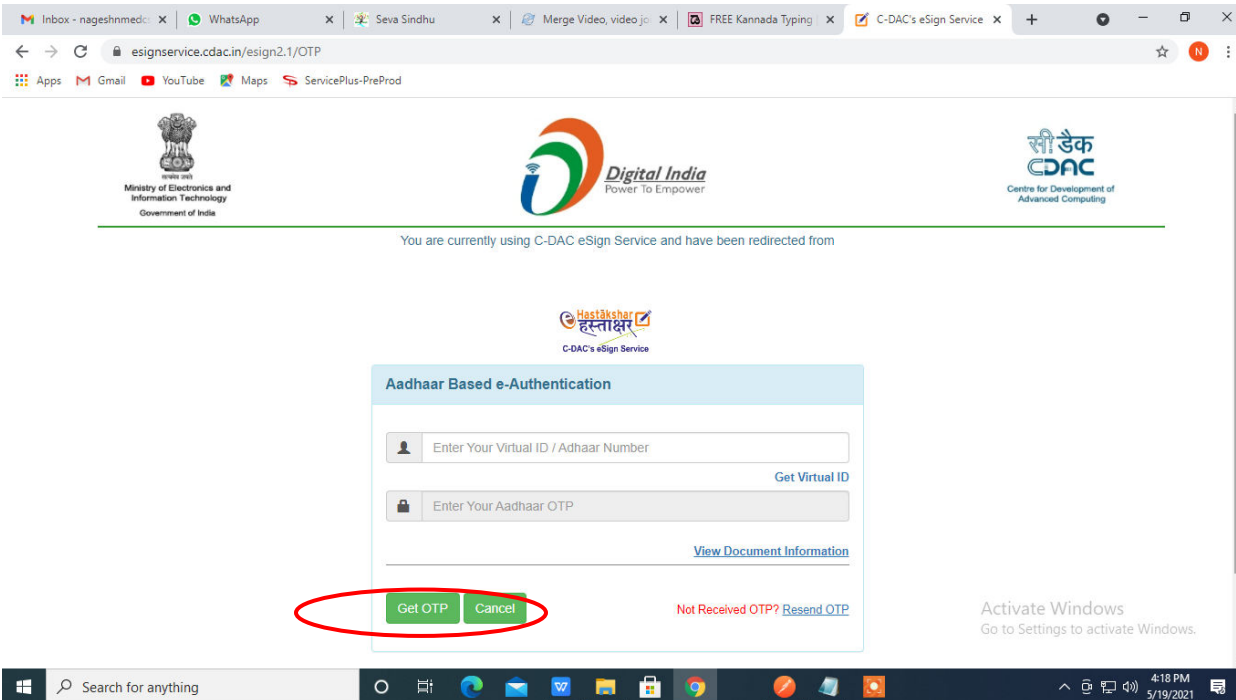 Inbox - nageshnmedc
WhatsApp
Seva Sindhu
Merge Video, video jo
FREE Kannada Typing
C-DAC's eSign Service
esignservice.cdac.in/esign2.1/OTP
N
Apps
Gmail
YouTube
Maps
ServicePlus-PreProd
सत्यमेव जयते
Ministry of Electronics and
Information Technology
Government of India
Digital India
Power To Empower
सी डैक
CDAC
Centre for Development of
Advanced Computing
You are currently using C-DAC eSign Service and have been redirected from
e Hastākshar
हस्ताक्षर
C-DAC's eSign Service
Aadhaar Based e-Authentication
Enter Your Virtual ID / Adhaar Number
Get Virtual ID
Enter Your Aadhaar OTP
View Document Information
Get OTP
Cancel
Not Received OTP? Resend OTP
Activate Windows
Go to Settings to activate Windows.
Search for anything
4:18 PM
5/19/2021